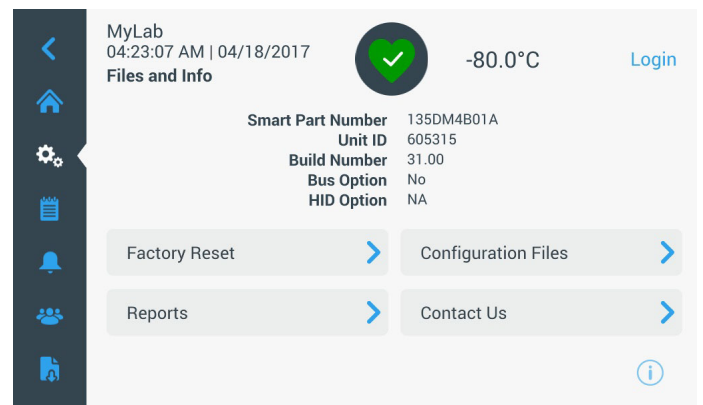 MyLab
04:23:07 AM | 04/18/2017
-80.0°C
Login
Files and Info
Smart Part Number 135DM4B01A
Unit ID 605315
Build Number 31.00
Bus Option No
HID Option NA
Factory Reset
Configuration Files
Reports
Contact Us
i